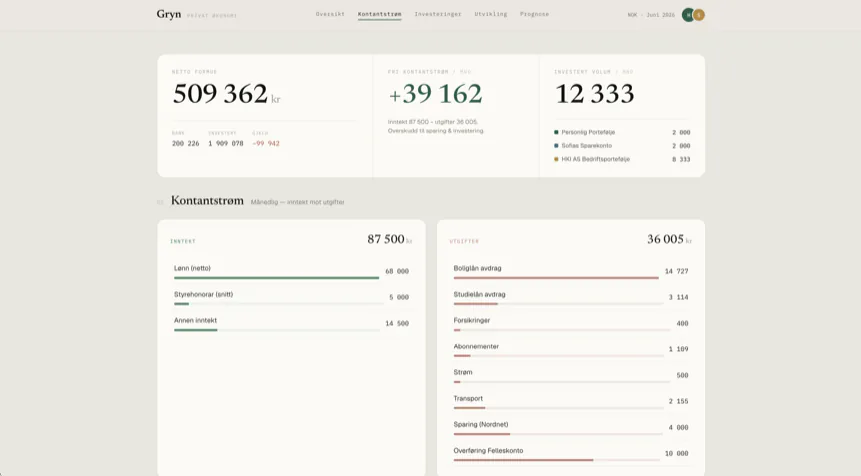 Gryn PRIVAT ØKONOMI
Oversikt Kontantstrøm Investeringer Utvikling Prognose
NOK · Juni 2026
NETTO FORMUE
509 362 kr
BANK INVESTERT GJELD
200 226 1 909 078 -99 942
FRI KONTANTSTRØM / MND
+39 162
Inntekt 87 500 − utgifter 36 005.
Overskudd til sparing & investering.
INVESTERT VOLUM / MND
12 333
Personlig Portefølje 2 000
Sofias Sparekonto 2 000
HKI AS Bedriftsportefølje 8 333
Kontantstrøm Månedlig — inntekt mot utgifter
INNTEKT 87 500 kr
Lønn (netto) 68 000
Styrehonorar (snitt) 5 000
Annen inntekt 14 500
UTGIFTER 36 005 kr
Boliglån avdrag 14 727
Studielån avdrag 3 114
Forsikringer 400
Abonnementer 1 109
Strøm 500
Transport 2 155
Sparing (Nordnet) 4 000
Overføring Felleskonto 10 000